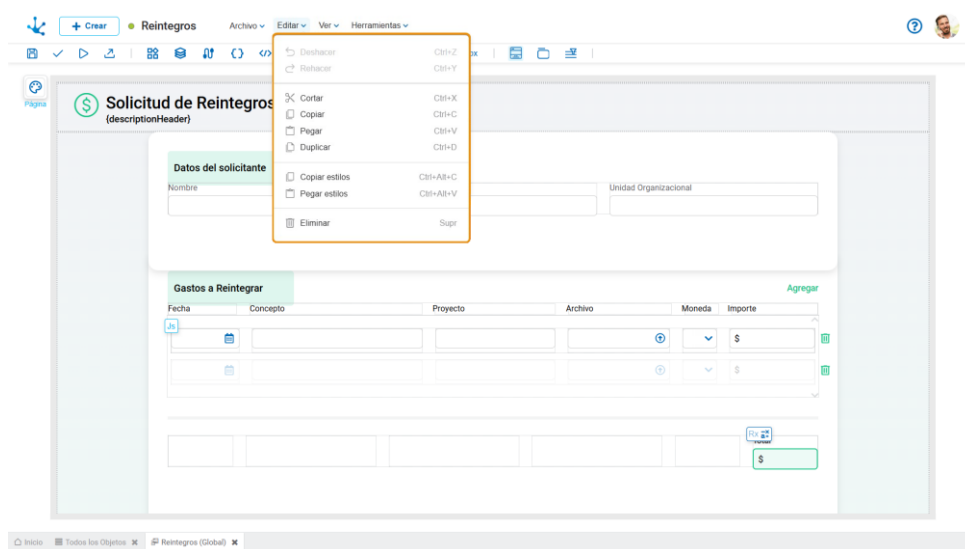 + Crear
Reintegros
Archivo
Editar
Ver
Herramientas
Deshacer Ctrl+Z
Rehacer Ctrl+Y
Cortar Ctrl+X
Copiar Ctrl+C
Pegar Ctrl+V
Duplicar Ctrl+D
Copiar estilos Ctrl+Alt+C
Pegar estilos Ctrl+Alt+V
Eliminar Supr
Página
Solicitud de Reintegros
{descriptionHeader}
Datos del solicitante
Nombre
Unidad Organizacional
Gastos a Reintegrar
Agregar
Fecha Concepto Proyecto Archivo Moneda Importe
Js
$
$
Rx
$
Inicio
Todos los Objetos
Reintegros (Global)